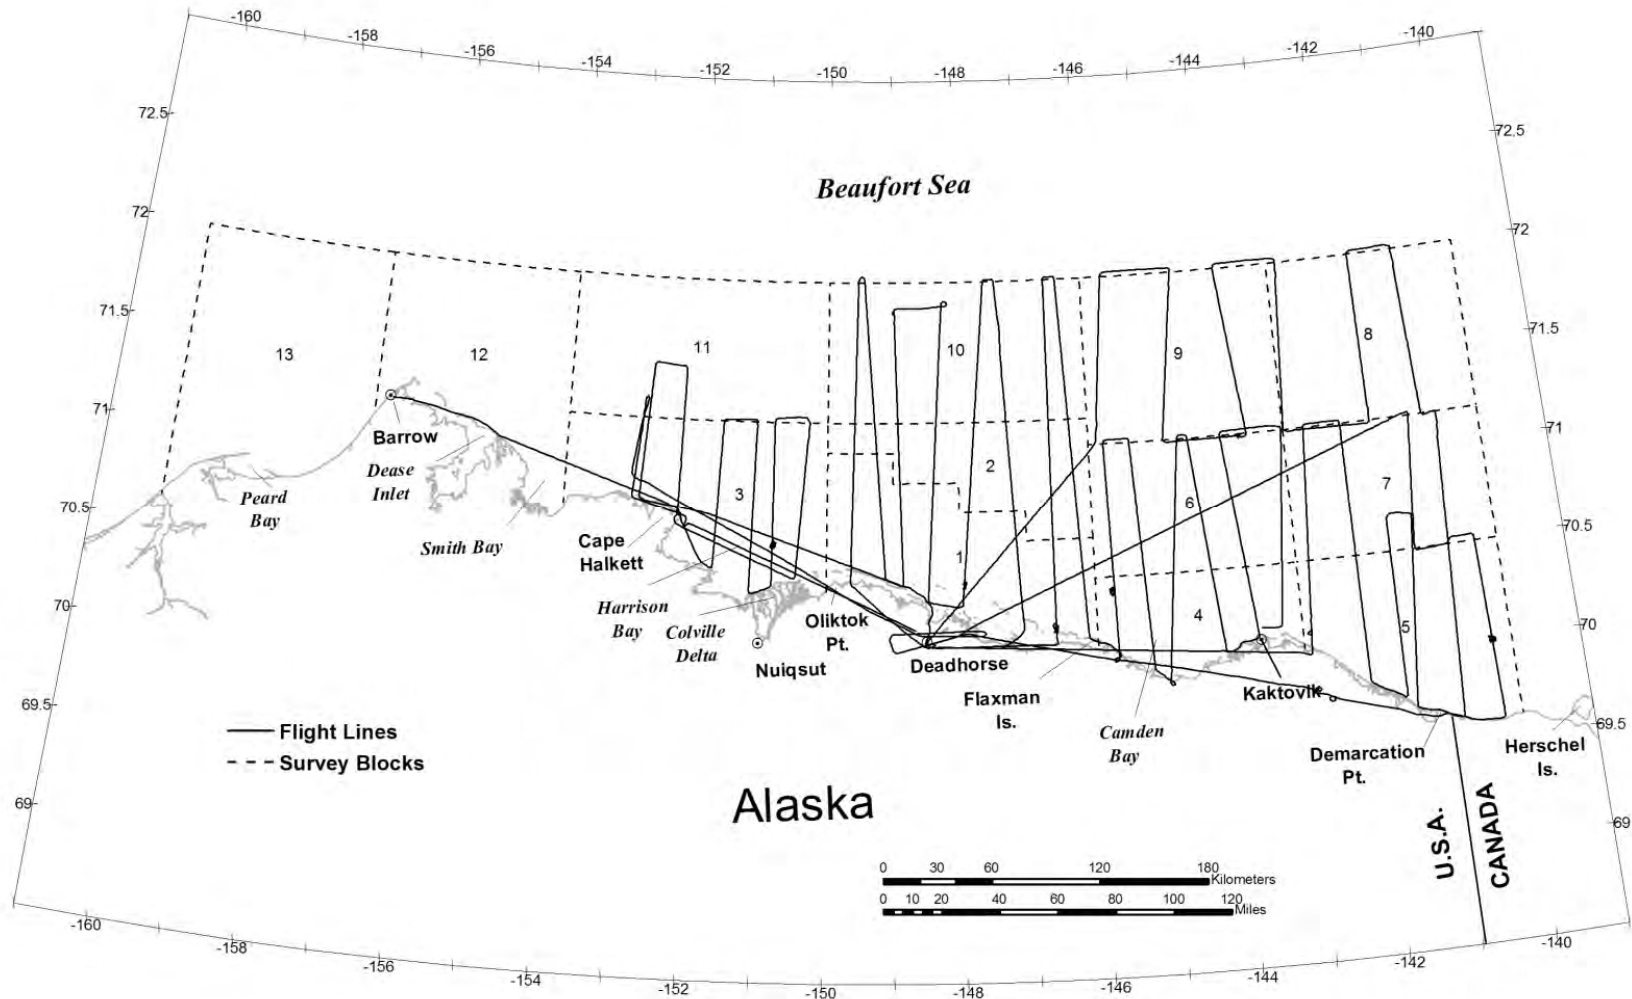 -160
-158
-156
-154
-152
-150
-148
-146
-144
-142
-140
72.5
72.5
72
72
71.5
71.5
71
71
70.5
70.5
70
70
69.5
69.5
69
69
Beaufort Sea
13
12
11
10
9
8
7
6
5
4
3
2
1
Barrow
Dease
Inlet
Peard
Bay
Smith Bay
Cape
Halkett
Harrison
Bay
Colville
Delta
Oliktok
Pt.
Nuiqsut
Deadhorse
Flaxman
Is.
Camden
Bay
Kaktovik
Demarcation
Pt.
Herschel
Is.
Flight Lines
Survey Blocks
Alaska
U.S.A.
CANADA
0 30 60 120 180
Kilometers
0 10 20 40 60 80 100 120
Miles
-160
-158
-156
-154
-152
-150
-148
-146
-144
-142
-140